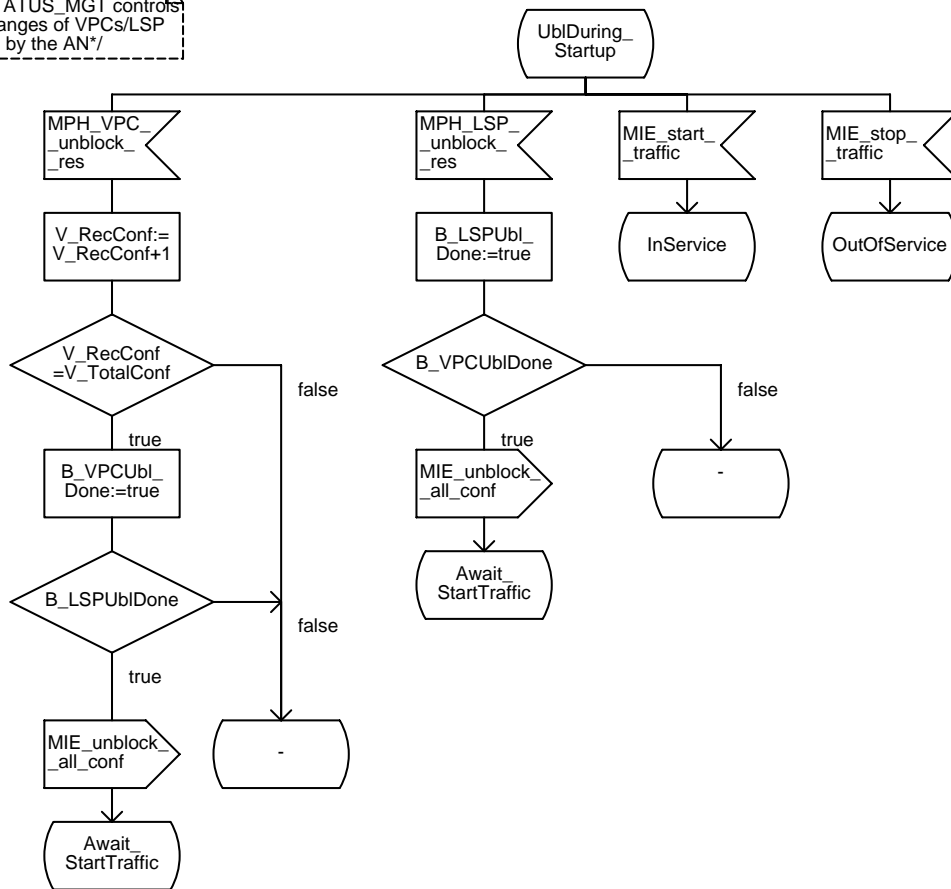 ATUS_MGT controls
anges of VPCs/LSP
by the AN*/
UblDuring_
Startup
MPH_VPC_
_unblock_
_res
MPH_LSP_
_unblock_
_res
MIE_start_
_traffic
MIE_stop_
_traffic
V_RecConf:=
V_RecConf+1
B_LSPUbl_
Done:=true
InService
OutOfService
V_RecConf
=V_TotalConf
false
true
B_VPCUblDone
false
true
B_VPCUbl_
Done:=true
MIE_unblock_
_all_conf
-
Await_
StartTraffic
B_LSPUblDone
false
true
MIE_unblock_
_all_conf
-
Await_
StartTraffic